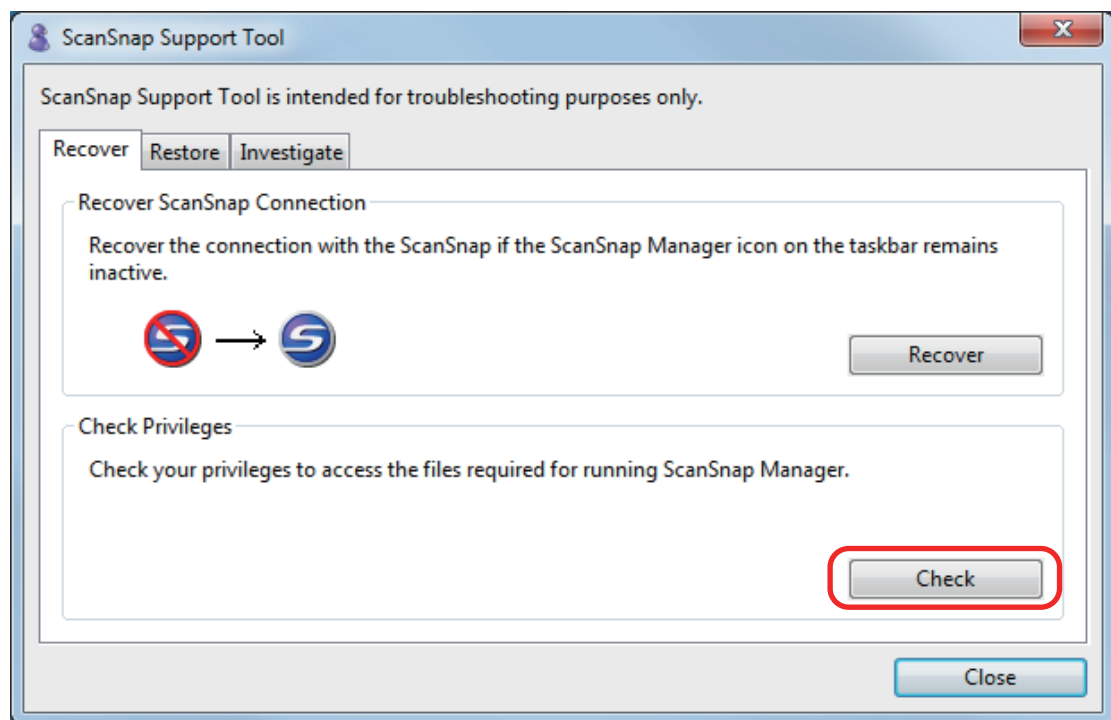 ScanSnap Support Tool
ScanSnap Support Tool is intended for troubleshooting purposes only.
Recover Restore Investigate
Recover ScanSnap Connection
Recover the connection with the ScanSnap if the ScanSnap Manager icon on the taskbar remains
inactive.
Recover
Check Privileges
Check your privileges to access the files required for running ScanSnap Manager.
Check
Close